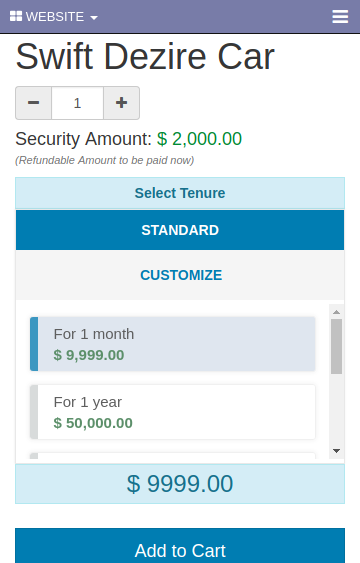 WEBSITE
Swift Dezire Car
1
Security Amount: $ 2,000.00
(Refundable Amount to be paid now)
Select Tenure
STANDARD
CUSTOMIZE
For 1 month
$ 9,999.00
For 1 year
$ 50,000.00
$ 9999.00
Add to Cart